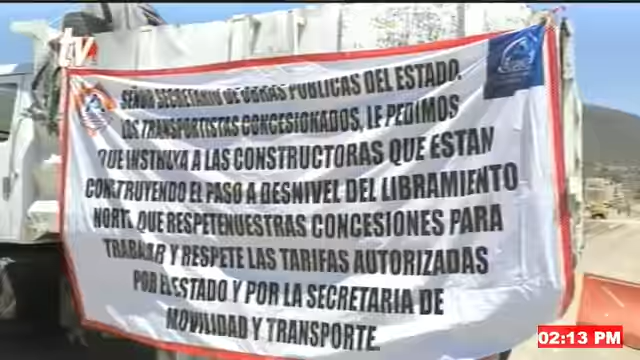 tv
SEÑOR SECRETARIO DE OBRAS PUBLICAS DEL ESTADO.
LOS TRANSPORTISTAS CONCESIONADOS, LE PEDIMOS
QUE INSTRUYA A LAS CONSTRUCTORAS QUE ESTAN
CONSTRUYENDO EL PASO A DESNIVEL DEL LIBRAMIENTO
NORTE, QUE RESPETENUESTRAS CONCESIONES PARA
TRABAJAR Y RESPETE LAS TARIFAS AUTORIZADAS
POR EL ESTADO Y POR LA SECRETARIA DE
MOVILIDAD Y TRANSPORTE.
02:13 PM